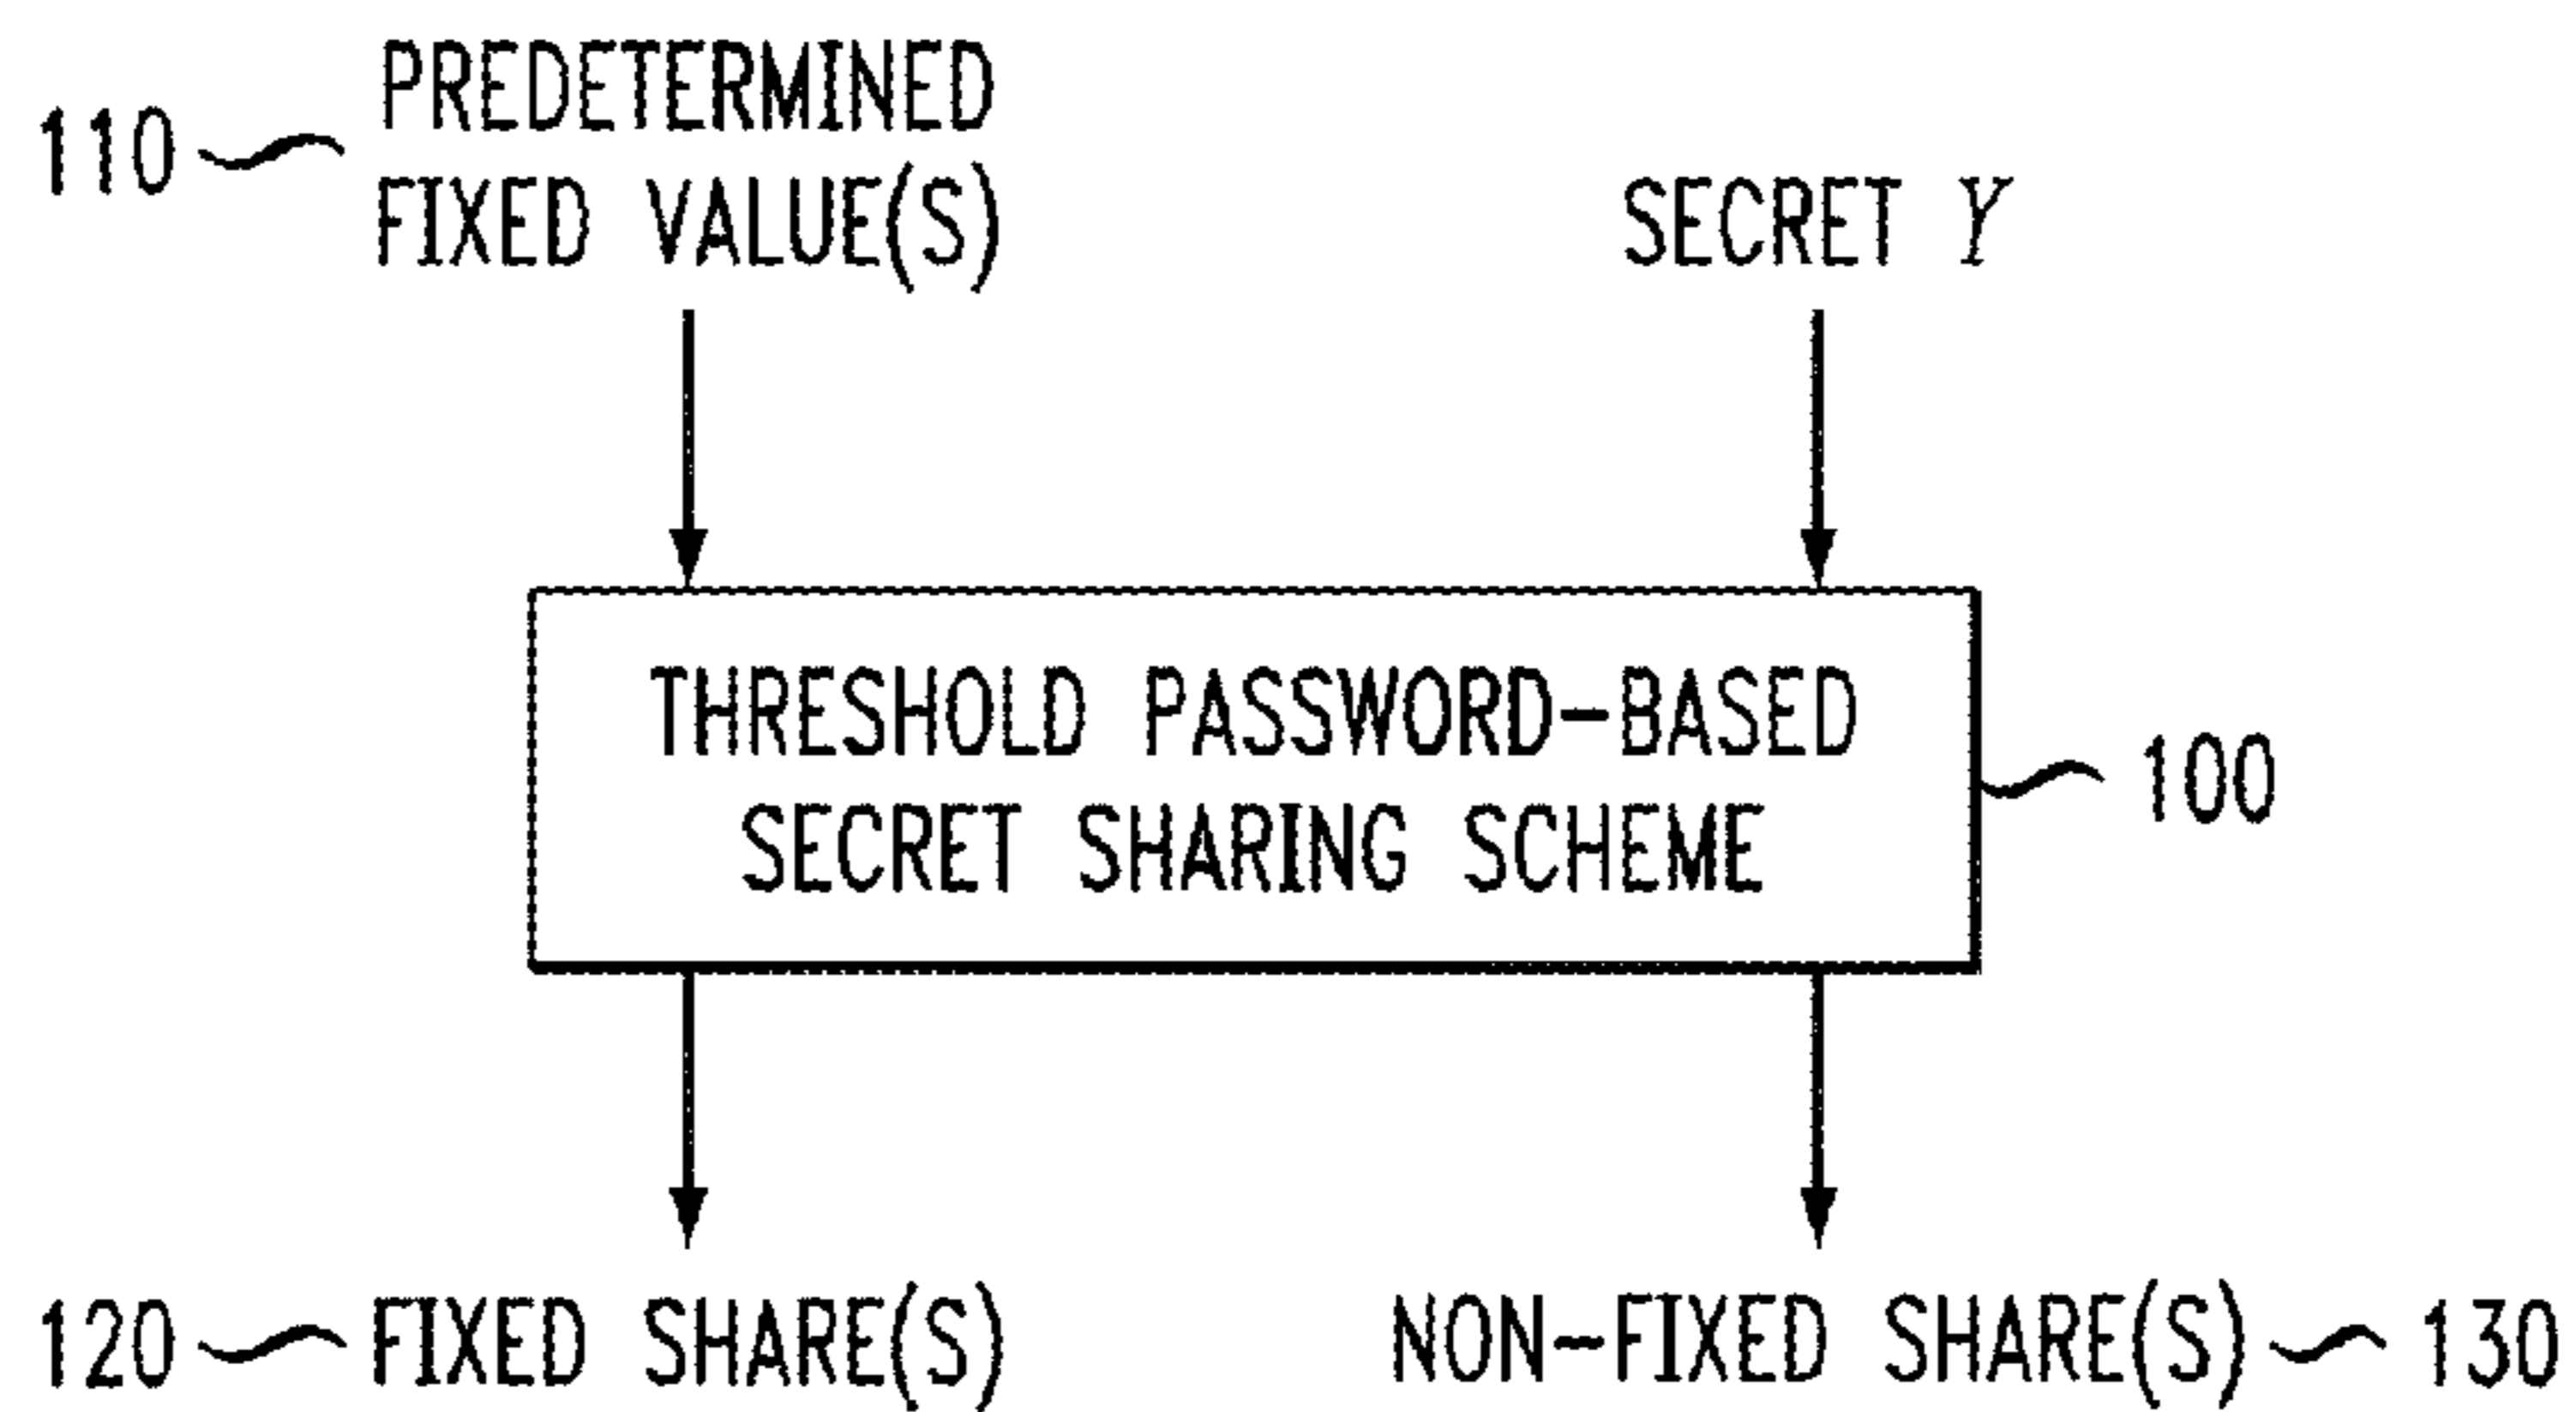 110 PREDETERMINED
FIXED VALUE(S)
SECRET Y
THRESHOLD PASSWORD-BASED
SECRET SHARING SCHEME
100
120 FIXED SHARE(S)
NON-FIXED SHARE(S) 130